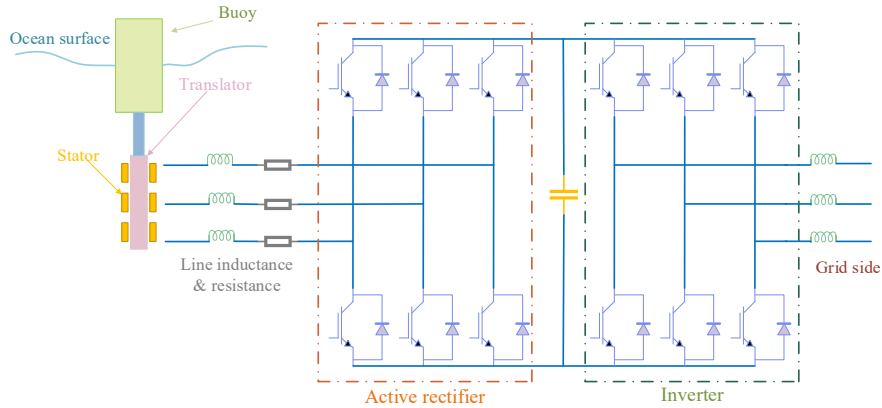 Buoy
Ocean surface
Translator
Stator
Line inductance
& resistance
Grid side
Active rectifier
Inverter